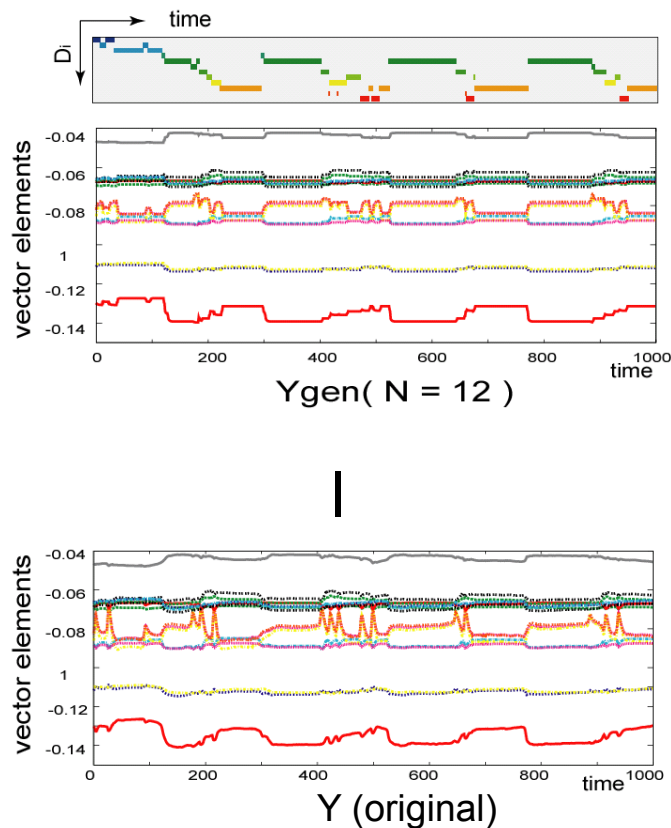 time
Di
-0.04
-0.06
-0.08
1
-0.12
-0.14
vector elements
0 200 400 600 800 1000
time
Ygen( N = 12 )
-0.04
-0.06
-0.08
1
-0.12
-0.14
vector elements
0 200 400 600 800 1000
time
Y (original)